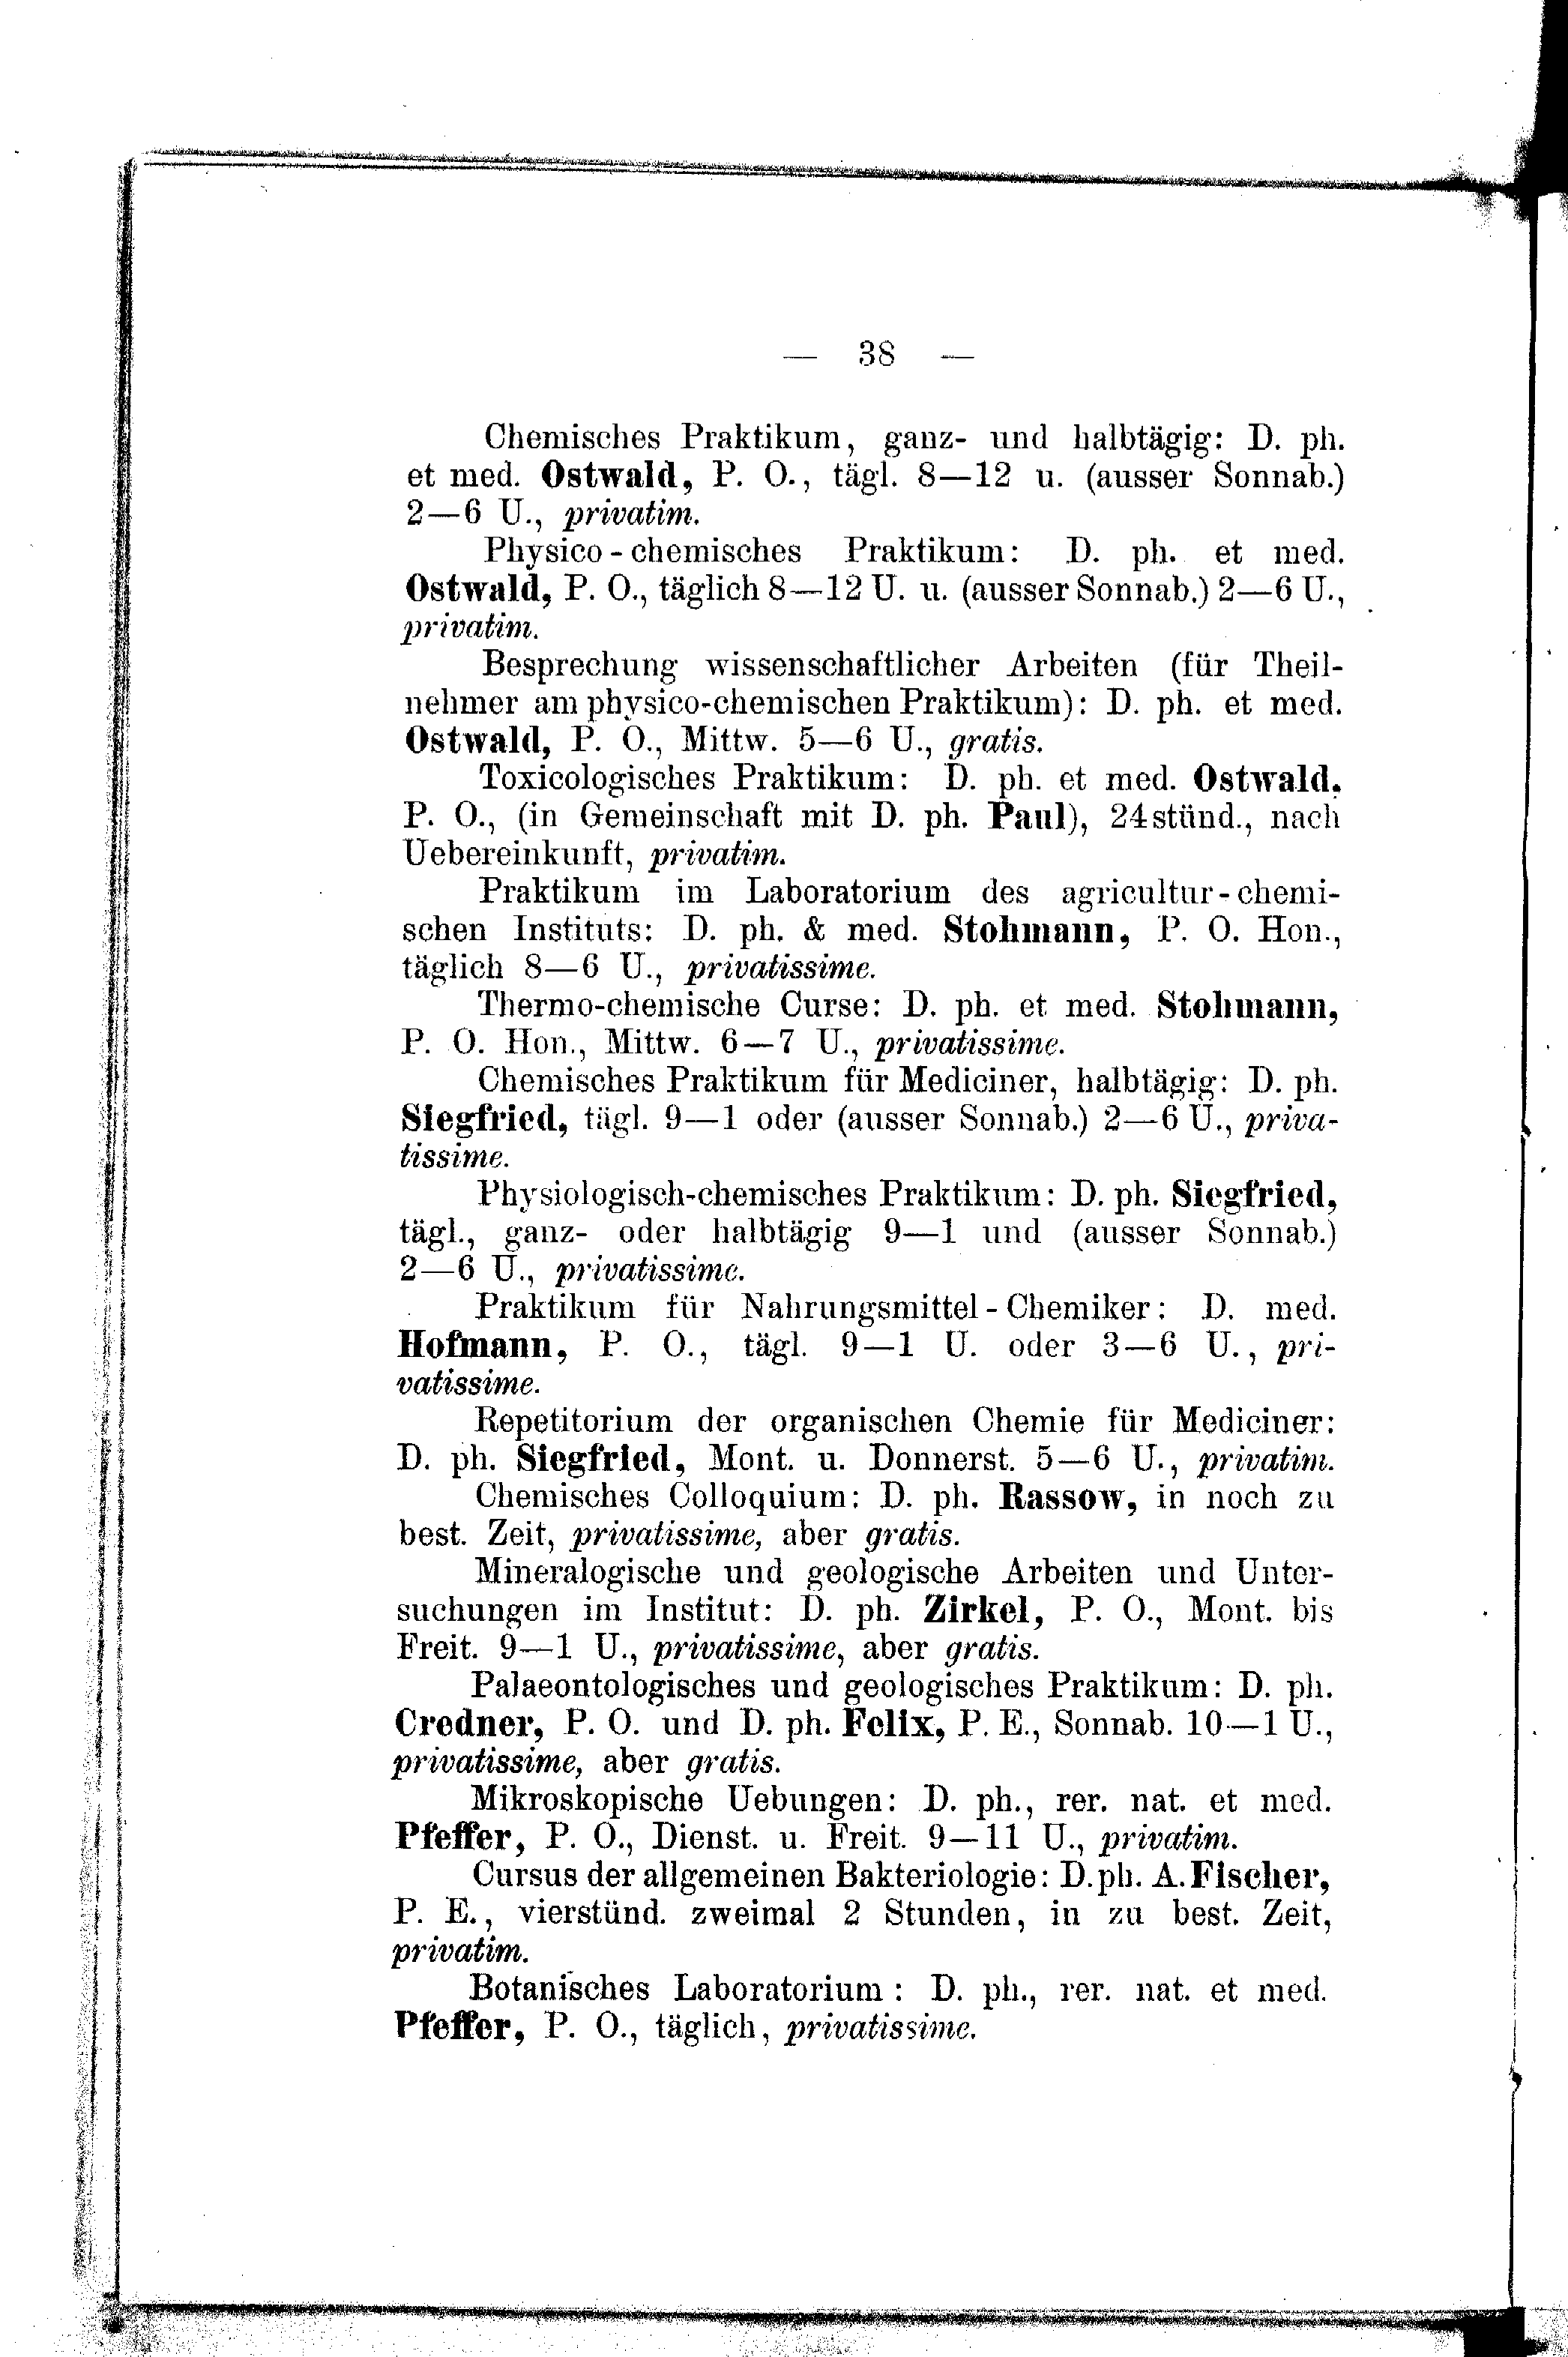 — 38 —
Chemisches Praktikum, ganz- und halbtägig: D. ph.
et med. Ostwald, P. O., tägl. 8—12 u. (ausser Sonnab.)
2—6 U., privatim.
Physico-chemisches Praktikum: D. ph. et med.
Ostwald, P. O., täglich 8—12 U. u. (ausser Sonnab.) 2—6 U.,
privatim.
Besprechung wissenschaftlicher Arbeiten (für Theil-
nehmer am physico-chemischen Praktikum): D. ph. et med.
Ostwald, P. O., Mittw. 5—6 U., gratis.
Toxicologisches Praktikum: D. ph. et med. Ostwald.
P. O., (in Gemeinschaft mit D. ph. Paul), 24stünd., nach
Uebereinkunft, privatim.
Praktikum im Laboratorium des agricultur-chemi-
schen Instituts: D. ph. & med. Stohmann, P. O. Hon.,
täglich 8—6 U., privatissime.
Thermo-chemische Curse: D. ph. et med. Stohmann,
P. O. Hon., Mittw. 6—7 U., privatissime.
Chemisches Praktikum für Mediciner, halbtägig: D. ph.
Siegfried, tägl. 9—1 oder (ausser Sonnab.) 2—6 U., priva-
tissime.
Physiologisch-chemisches Praktikum: D. ph. Siegfried,
tägl., ganz- oder halbtägig 9—1 und (ausser Sonnab.)
2—6 U., privatissime.
Praktikum für Nahrungsmittel-Chemiker: D. med.
Hofmann, P. O., tägl. 9—1 U. oder 3—6 U., pri-
vatissime.
Repetitorium der organischen Chemie für Mediciner:
D. ph. Siegfried, Mont. u. Donnerst. 5—6 U., privatim.
Chemisches Colloquium: D. ph. Rassow, in noch zu
best. Zeit, privatissime, aber gratis.
Mineralogische und geologische Arbeiten und Unter-
suchungen im Institut: D. ph. Zirkel, P. O., Mont. bis
Freit. 9—1 U., privatissime, aber gratis.
Palaeontologisches und geologisches Praktikum: D. ph.
Credner, P. O. und D. ph. Felix, P. E., Sonnab. 10—1 U.,
privatissime, aber gratis.
Mikroskopische Uebungen: D. ph., rer. nat. et med.
Pfeffer, P. O., Dienst. u. Freit. 9—11 U., privatim.
Cursus der allgemeinen Bakteriologie: D. ph. A. Fischer,
P. E., vierstünd. zweimal 2 Stunden, in zu best. Zeit,
privatim.
Botanisches Laboratorium: D. ph., rer. nat. et med.
Pfeffer, P. O., täglich, privatissime.